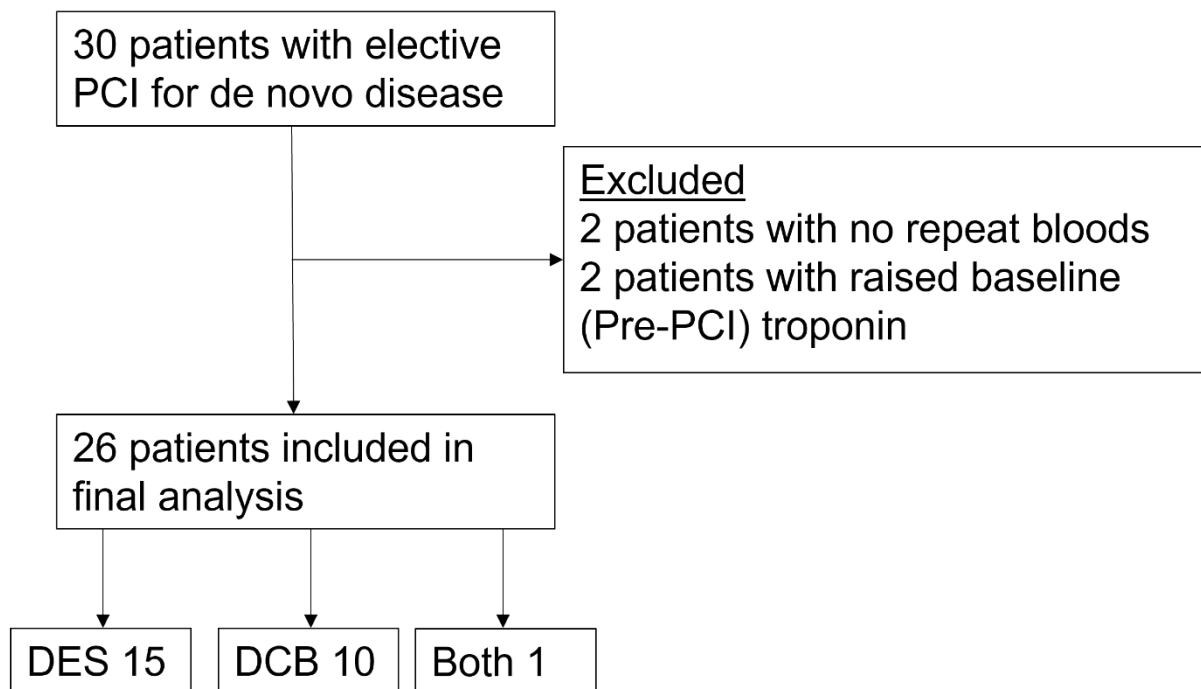 30 patients with elective
PCI for de novo disease
Excluded
2 patients with no repeat bloods
2 patients with raised baseline
(Pre-PCI) troponin
26 patients included in
final analysis
DES 15
DCB 10
Both 1